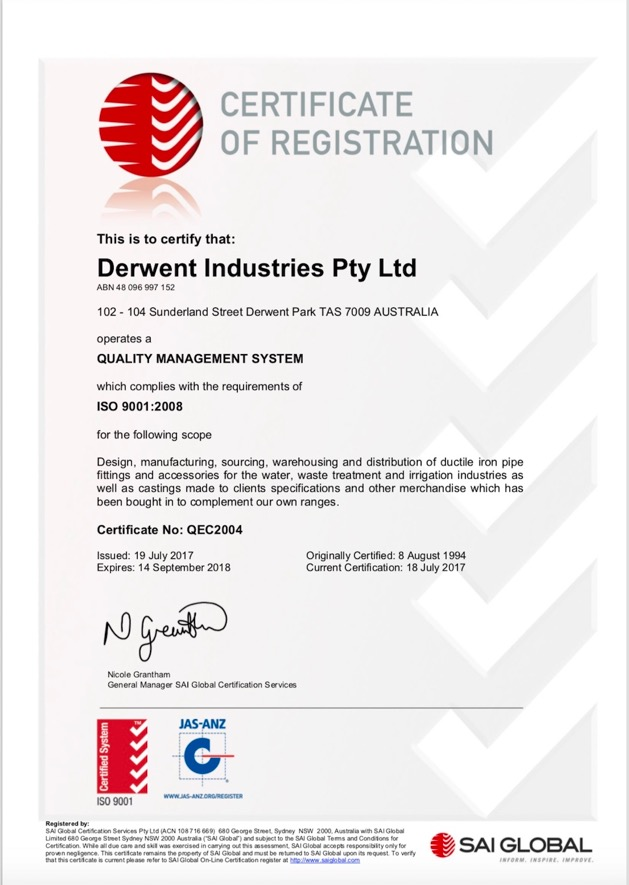 CERTIFICATE
OF REGISTRATION
This is to certify that:
Derwent Industries Pty Ltd
ABN 48 096 997 152
102 - 104 Sunderland Street Derwent Park TAS 7009 AUSTRALIA
operates a
QUALITY MANAGEMENT SYSTEM
which complies with the requirements of
ISO 9001:2008
for the following scope
Design, manufacturing, sourcing, warehousing and distribution of ductile iron pipe
fittings and accessories for the water, waste treatment and irrigation industries as
well as castings made to clients specifications and other merchandise which has
been bought in to complement our own ranges.
Certificate No: QEC2004
Issued: 19 July 2017
Expires: 14 September 2018
Originally Certified: 8 August 1994
Current Certification: 18 July 2017
N Grantham
Nicole Grantham
General Manager SAI Global Certification Services
Certified System
TM
ISO 9001
JAS-ANZ
WWW.JAS-ANZ.ORG/REGISTER
Registered by:
SAI Global Certification Services Pty Ltd (ACN 108 716 669) 680 George Street, Sydney NSW 2000, Australia with SAI Global
Limited 680 George Street Sydney NSW 2000 Australia ("SAI Global") and subject to the SAI Global Terms and Conditions for
Certification. While all due care and skill was exercised in carrying out this assessment, SAI Global accepts responsibility only for
proven negligence. This certificate remains the property of SAI Global and must be returned to SAI Global upon its request. To verify
that this certificate is current please refer to SAI Global On-Line Certification register at http://www.saiglobal.com
SAI GLOBAL
INFORM. INSPIRE. IMPROVE.